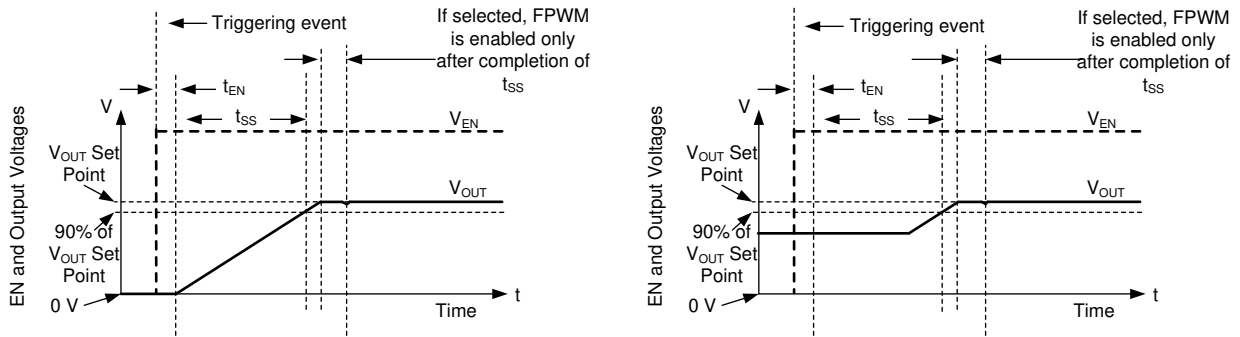 Triggering event
If selected, FPWM
is enabled only
after completion of
tSS
tEN
V
tSS
VEN
VOUT Set
Point
VOUT
90% of
VOUT Set
Point
0 V
t
Time
EN and Output Voltages
Triggering event
If selected, FPWM
is enabled only
after completion of
tSS
tEN
V
tSS
VEN
VOUT Set
Point
VOUT
90% of
VOUT Set
Point
0 V
t
Time
EN and Output Voltages